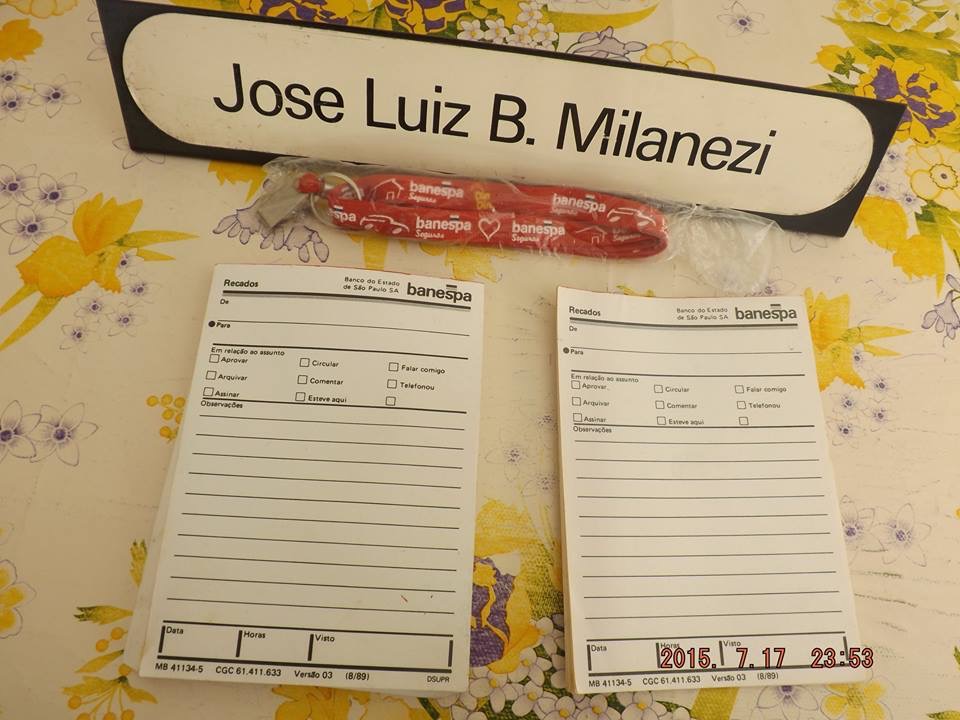 Jose Luiz B. Milanezi
banespa
Seguros
banespa
banespa
Seguros
banespa
Seguros
Recados
Banco do Estado
de São Paulo SA
banespa
De
Para
Em relação ao assunto
Aprovar
Circular
Falar comigo
Arquivar
Comentar
Telefonou
Assinar
Esteve aqui
Observações
Data
Horas
Visto
MB 41134-5 CGC 61.411.633 Versão 03 (8/89)
DSUPR
Recados
Banco do Estado
de São Paulo SA
banespa
De
Para
Em relação ao assunto
Aprovar
Circular
Falar comigo
Arquivar
Comentar
Telefonou
Assinar
Esteve aqui
Observações
Data
Horas
Visto
2015. 7.17 23:53
MB 41134-5 CGC 61.411.633 Versão 03 (8/89)